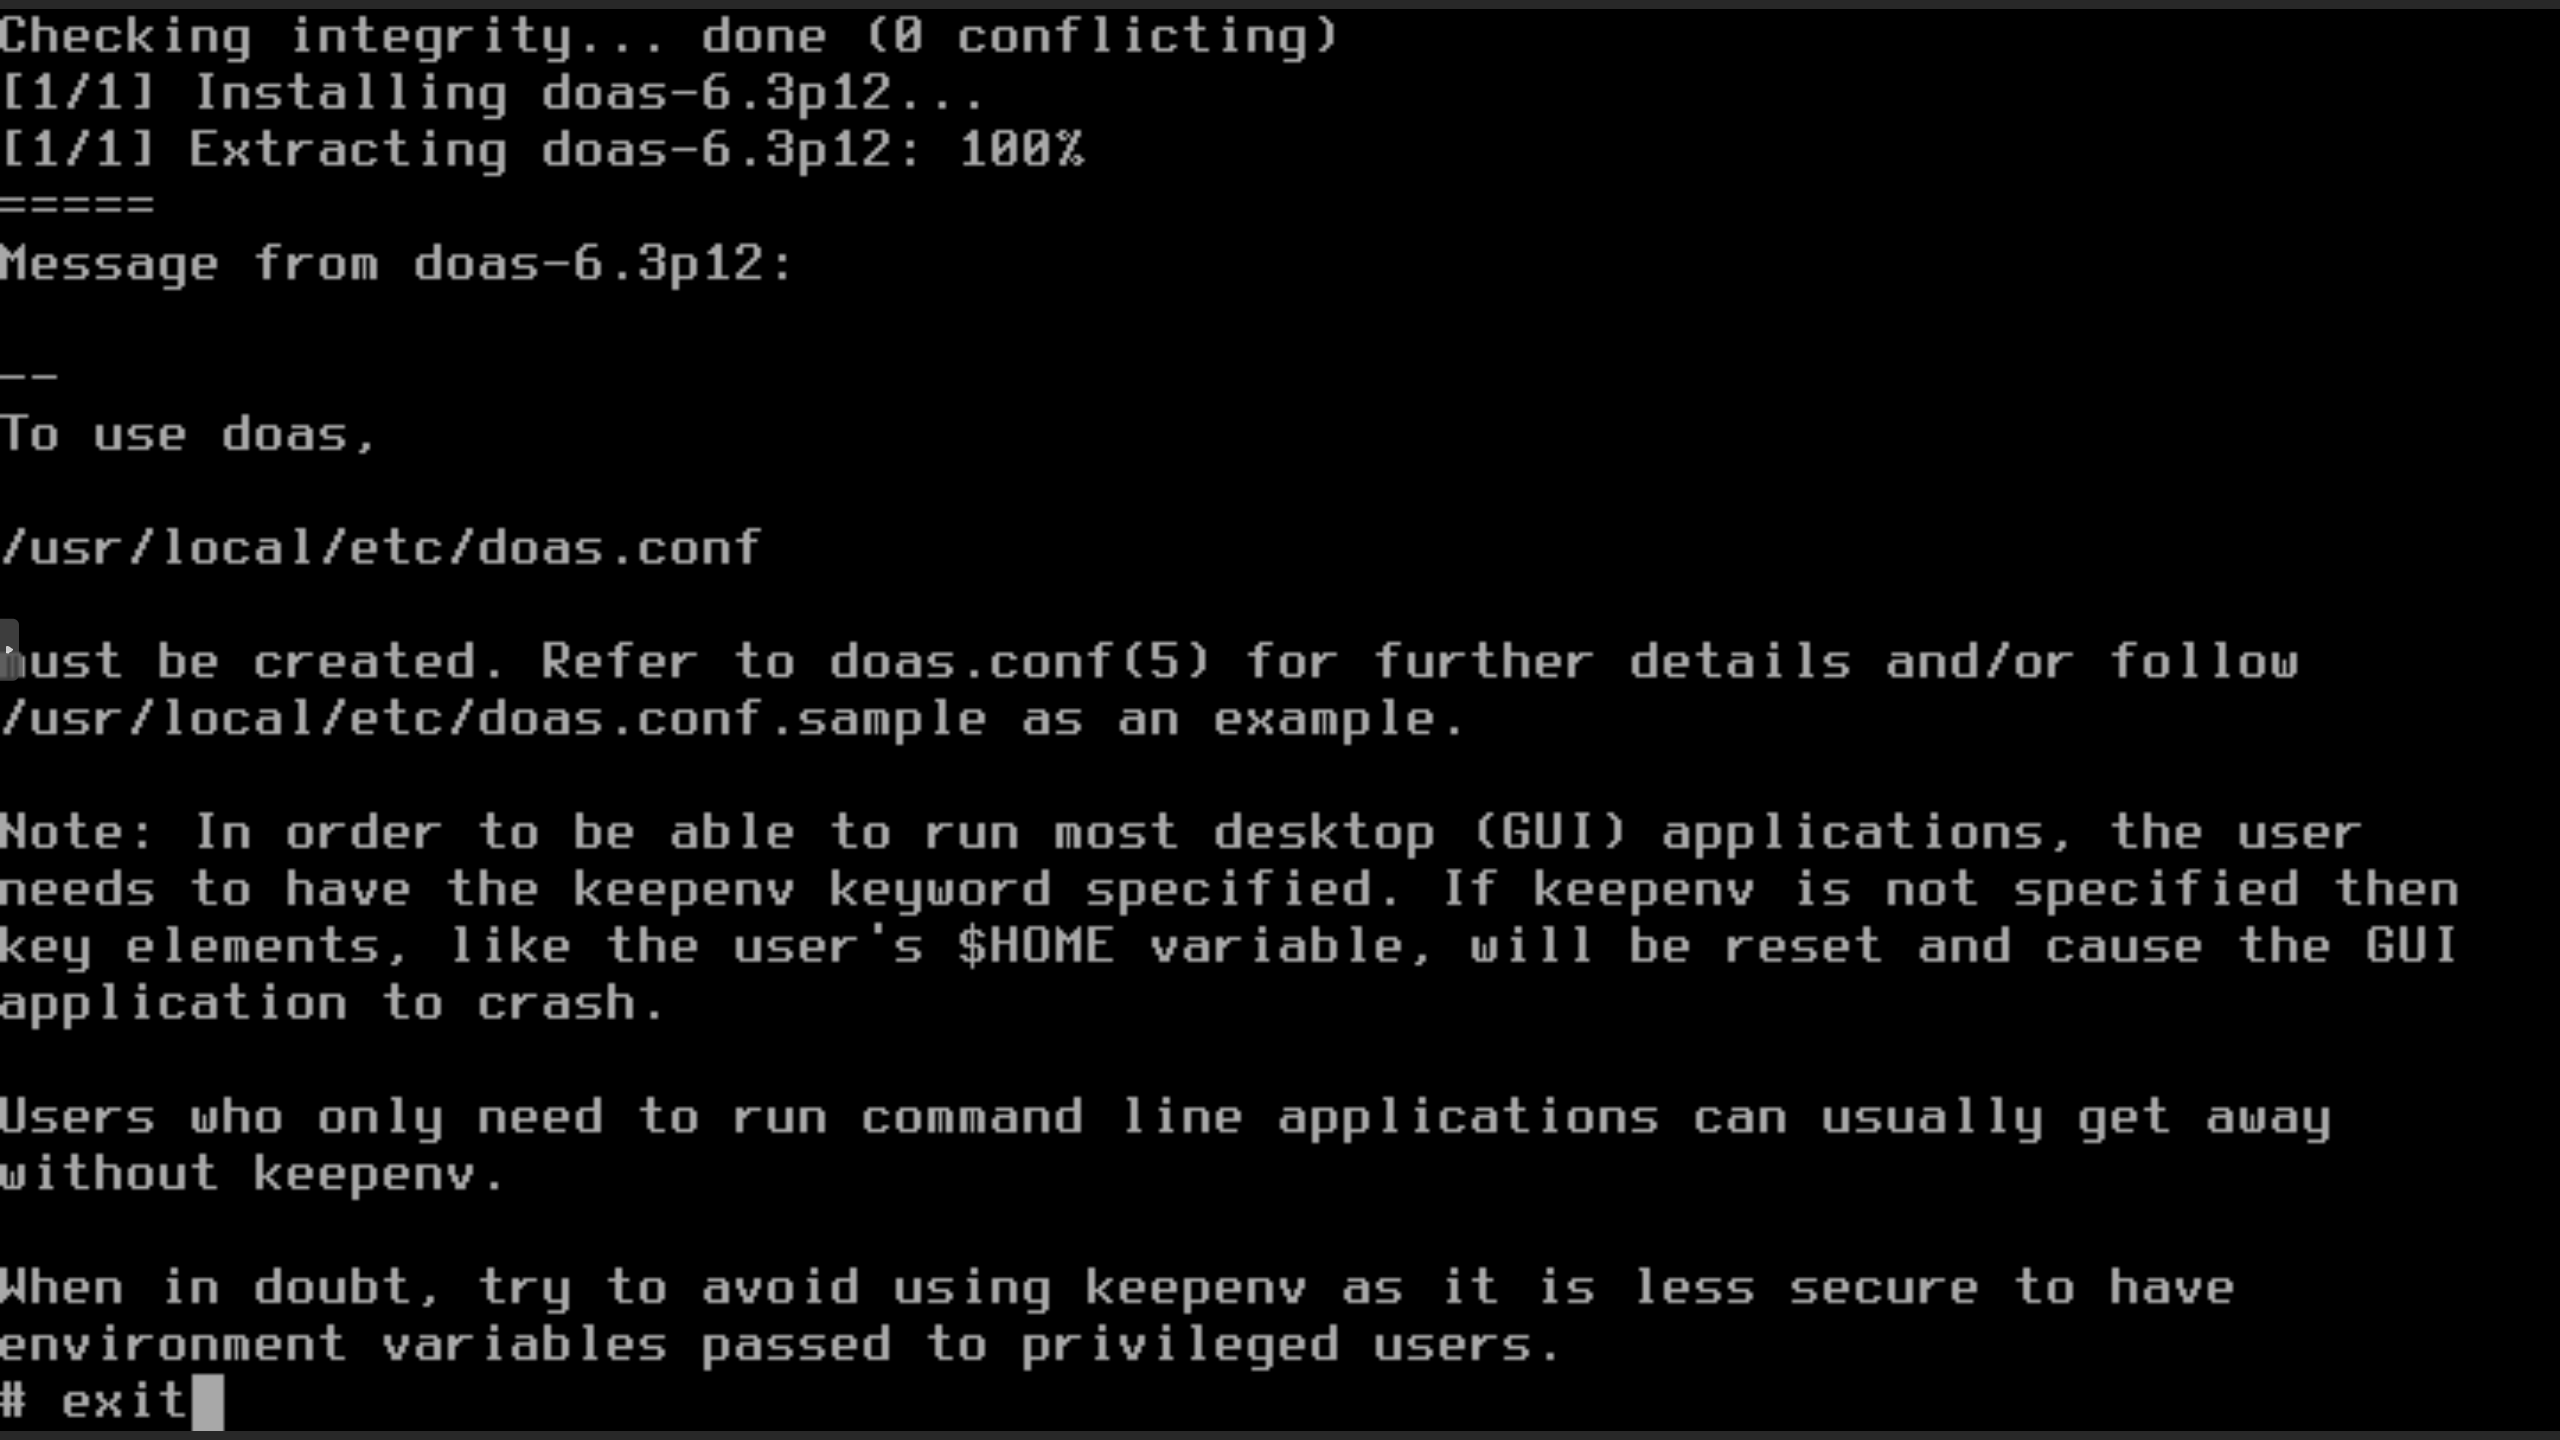 Checking integrity... done (0 conflicting)
[1/1] Installing doas-6.3p12...
[1/1] Extracting doas-6.3p12: 100%
=====
Message from doas-6.3p12:
--
To use doas,
/usr/local/etc/doas.conf
must be created. Refer to doas.conf(5) for further details and/or follow
/usr/local/etc/doas.conf.sample as an example.
Note: In order to be able to run most desktop (GUI) applications, the user
needs to have the keepenv keyword specified. If keepenv is not specified then
key elements, like the user's $HOME variable, will be reset and cause the GUI
application to crash.
Users who only need to run command line applications can usually get away
without keepenv.
When in doubt, try to avoid using keepenv as it is less secure to have
environment variables passed to privileged users.
# exit